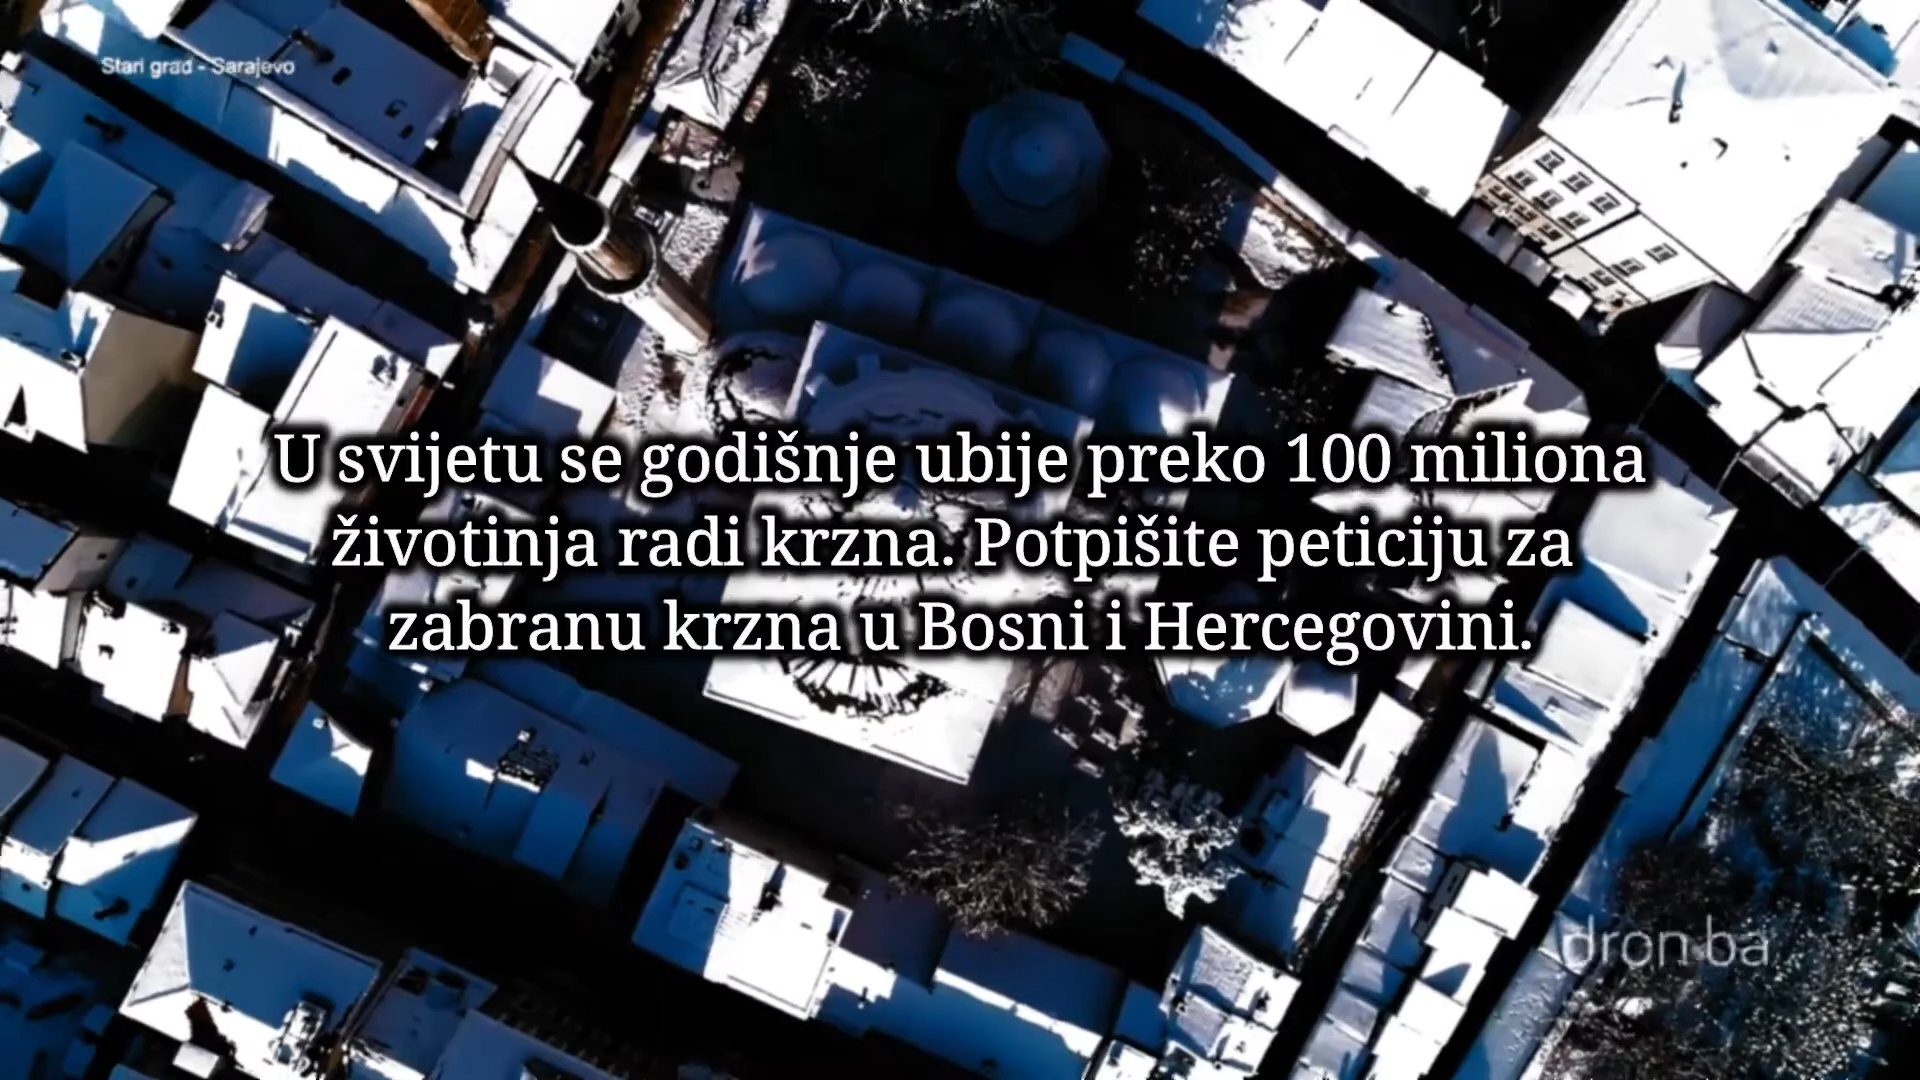 Stari grad - Sarajevo
U svijetu se godišnje ubije preko 100 miliona
životinja radi krzna. Potpišite peticiju za
zabranu krzna u Bosni i Hercegovini.
dron.ba